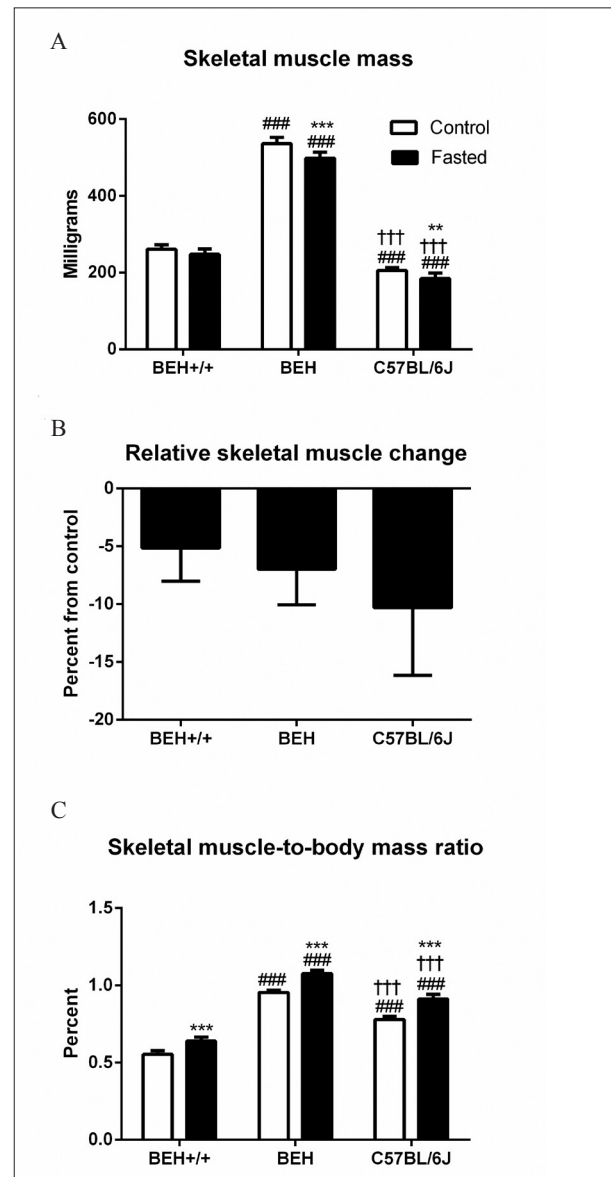 A
Skeletal muscle mass
600
400
200
0
Milligrams
###
***
###
†††
###
**
†††
###
Control
Fasted
BEH+/+ BEH C57BL/6J
B
Relative skeletal muscle change
0
-5
-10
-15
-20
Percent from control
BEH+/+ BEH C57BL/6J
C
Skeletal muscle-to-body mass ratio
1.5
1.0
0.5
0.0
Percent
***
###
***
###
†††
###
***
†††
###
BEH+/+ BEH C57BL/6J